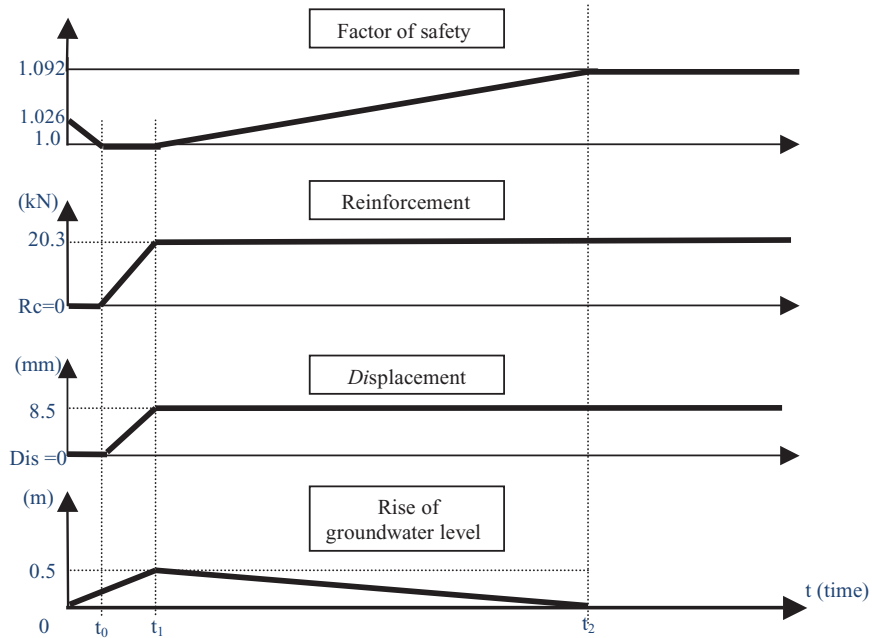 Factor of safety
1.092
1.026
1.0
(kN)
Reinforcement
20.3
Rc=0
(mm)
Displacement
8.5
Dis =0
(m)
Rise of
groundwater level
0.5
t (time)
0
t₀
t₁
t₂